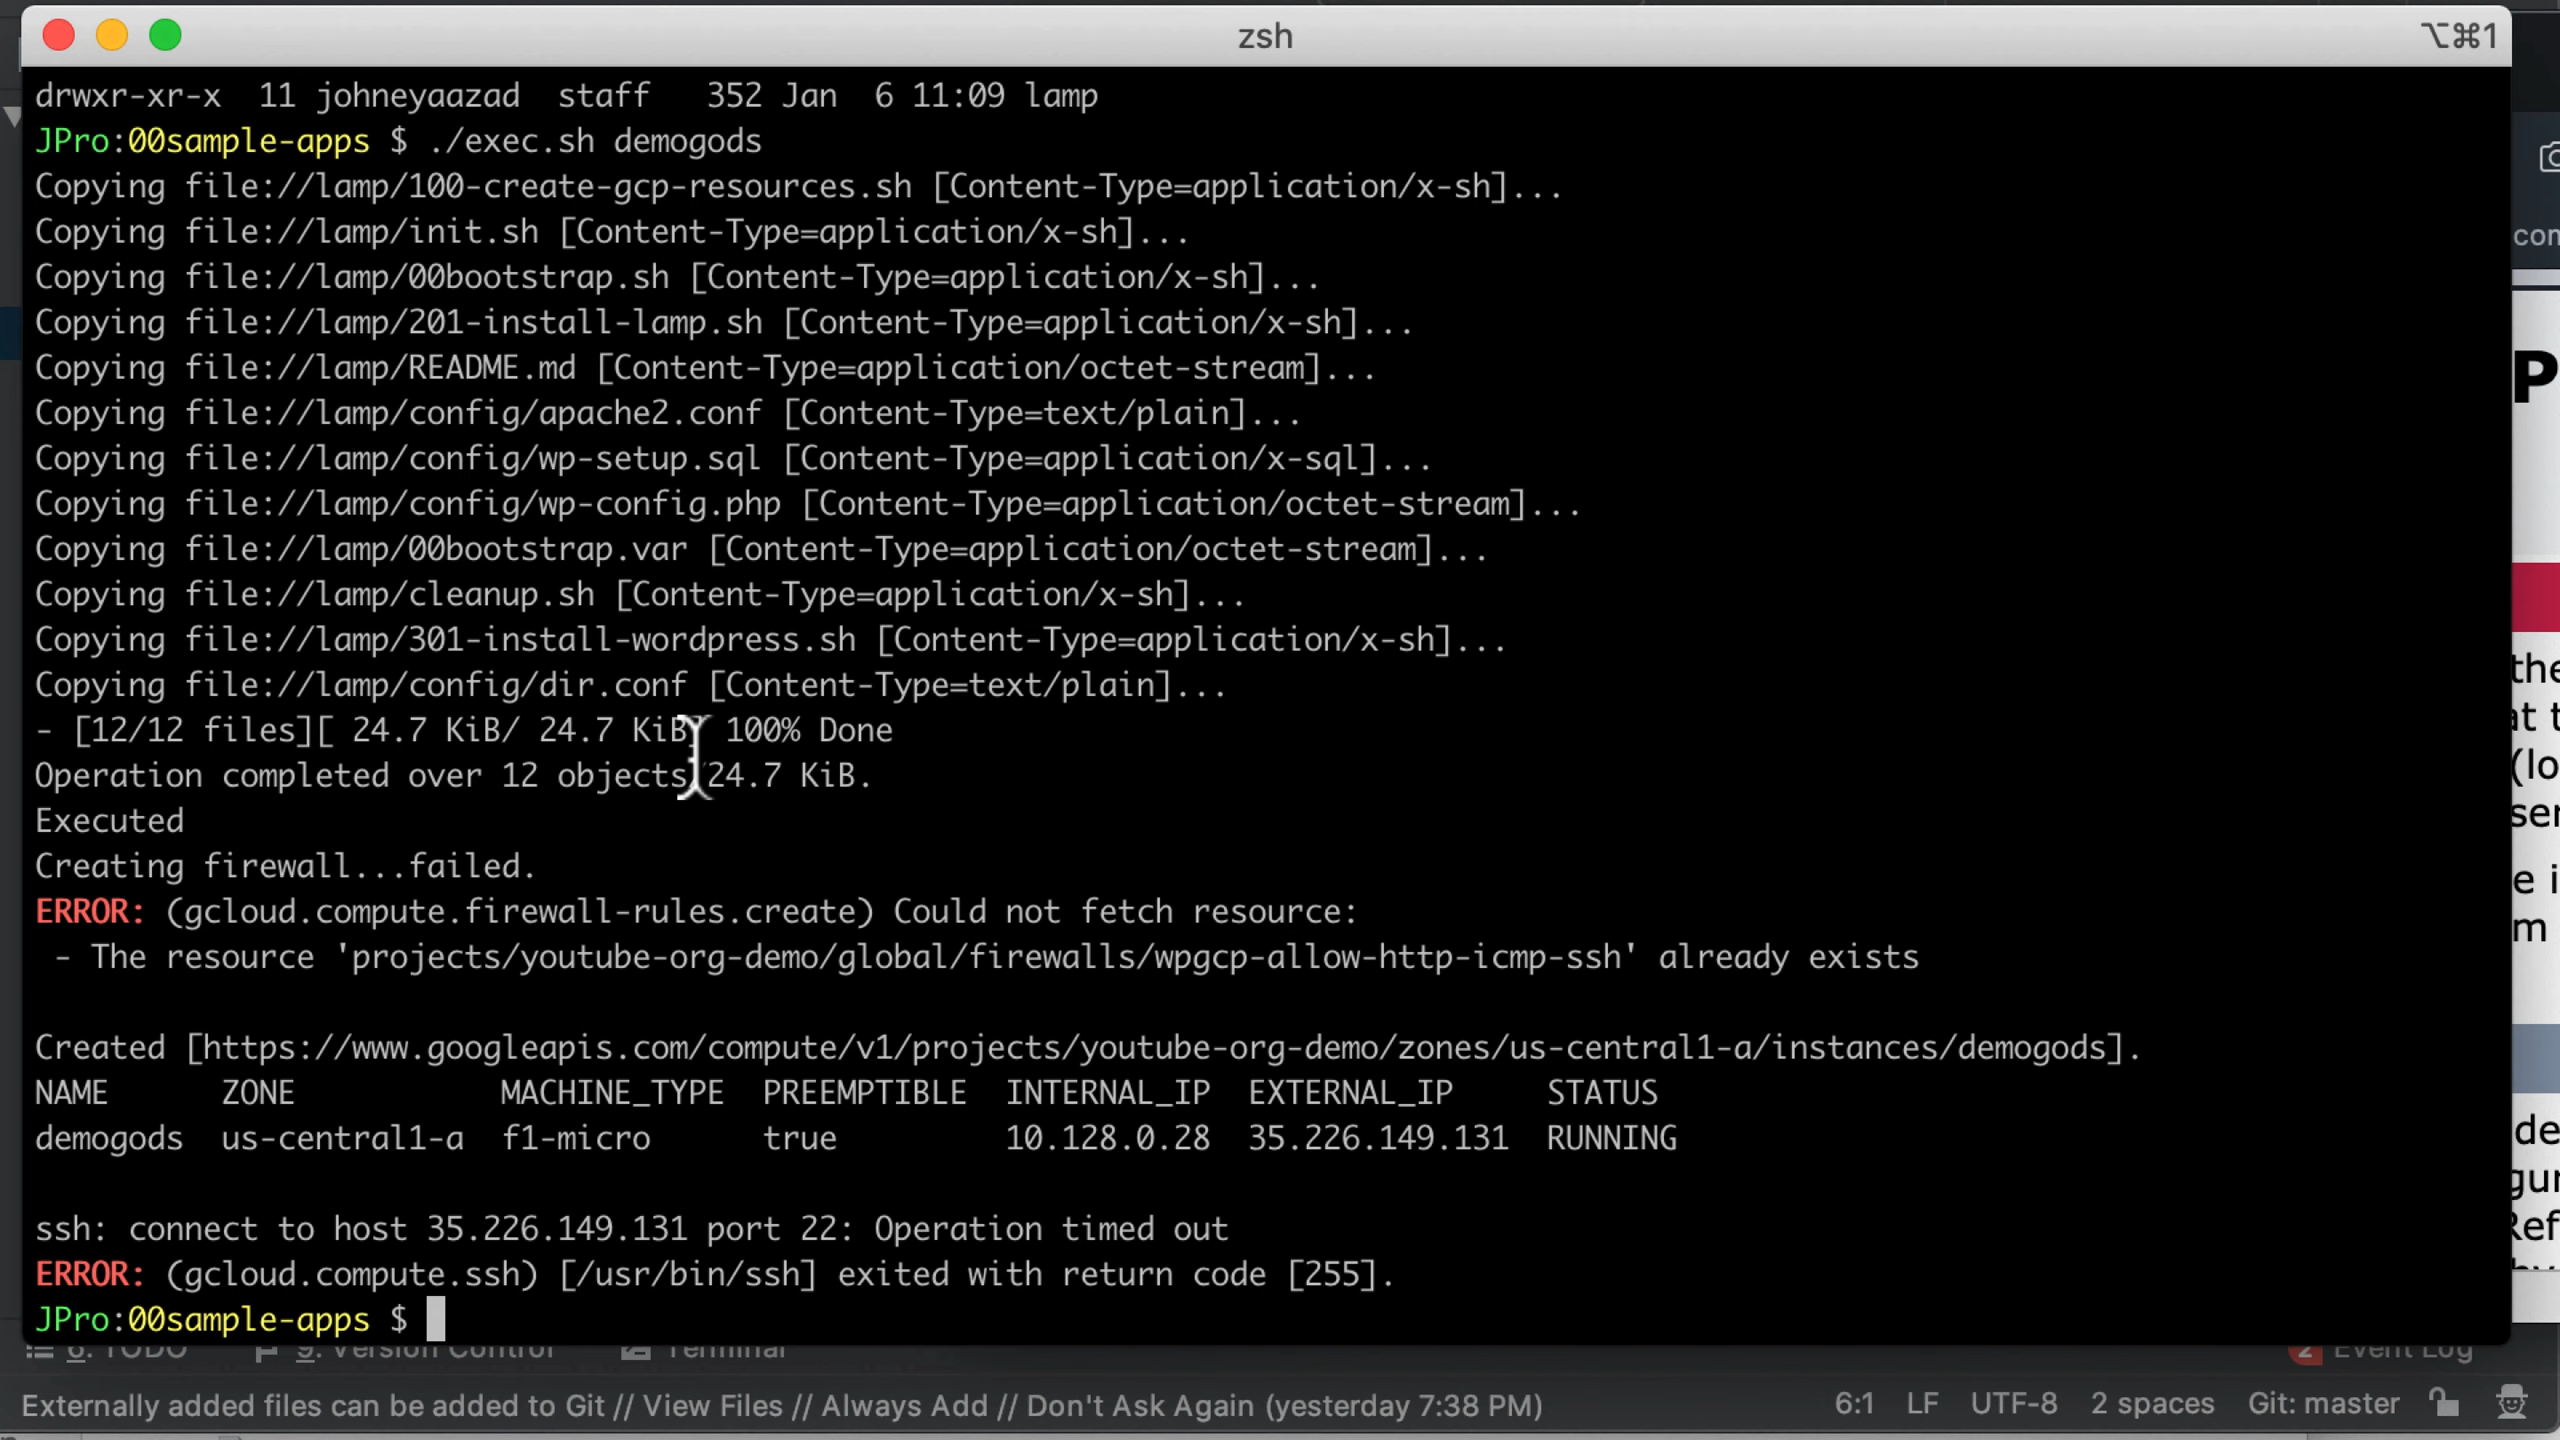 zsh
⌥⌘1
drwxr-xr-x  11 johneyaazad  staff   352 Jan  6 11:09 lamp
JPro:00sample-apps $ ./exec.sh demogods
Copying file://lamp/100-create-gcp-resources.sh [Content-Type=application/x-sh]...
Copying file://lamp/init.sh [Content-Type=application/x-sh]...
Copying file://lamp/00bootstrap.sh [Content-Type=application/x-sh]...
Copying file://lamp/201-install-lamp.sh [Content-Type=application/x-sh]...
Copying file://lamp/README.md [Content-Type=application/octet-stream]...
Copying file://lamp/config/apache2.conf [Content-Type=text/plain]...
Copying file://lamp/config/wp-setup.sql [Content-Type=application/x-sql]...
Copying file://lamp/config/wp-config.php [Content-Type=application/octet-stream]...
Copying file://lamp/00bootstrap.var [Content-Type=application/octet-stream]...
Copying file://lamp/cleanup.sh [Content-Type=application/x-sh]...
Copying file://lamp/301-install-wordpress.sh [Content-Type=application/x-sh]...
Copying file://lamp/config/dir.conf [Content-Type=text/plain]...
- [12/12 files][ 24.7 KiB/ 24.7 KiB] 100% Done
Operation completed over 12 objects/24.7 KiB.
Executed
Creating firewall...failed.
ERROR: (gcloud.compute.firewall-rules.create) Could not fetch resource:
 - The resource 'projects/youtube-org-demo/global/firewalls/wpgcp-allow-http-icmp-ssh' already exists
Created [https://www.googleapis.com/compute/v1/projects/youtube-org-demo/zones/us-central1-a/instances/demogods].
NAME      ZONE           MACHINE_TYPE  PREEMPTIBLE  INTERNAL_IP  EXTERNAL_IP     STATUS
demogods  us-central1-a  f1-micro      true         10.128.0.28  35.226.149.131  RUNNING
ssh: connect to host 35.226.149.131 port 22: Operation timed out
ERROR: (gcloud.compute.ssh) [/usr/bin/ssh] exited with return code [255].
JPro:00sample-apps $
6: TODO  9: Version Control  Terminal  2 Event Log
Externally added files can be added to Git // View Files // Always Add // Don't Ask Again (yesterday 7:38 PM)  6:1  LF  UTF-8  2 spaces  Git: master